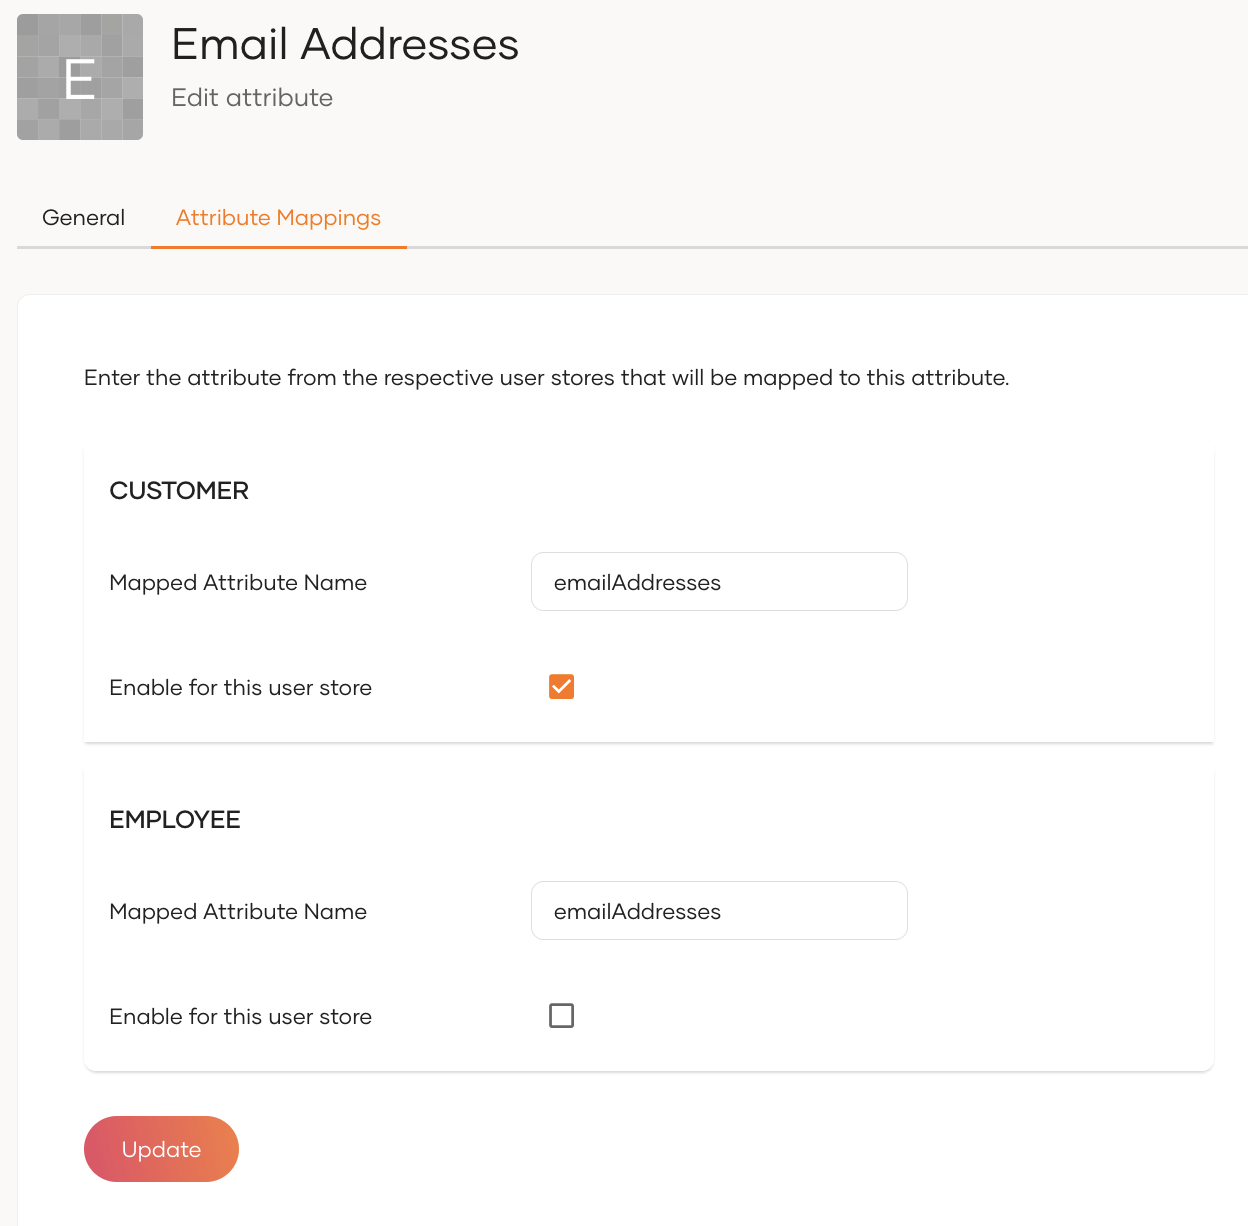 E
Email Addresses
Edit attribute
General
Attribute Mappings
Enter the attribute from the respective user stores that will be mapped to this attribute.
CUSTOMER
Mapped Attribute Name
emailAddresses
Enable for this user store
EMPLOYEE
Mapped Attribute Name
emailAddresses
Enable for this user store
Update